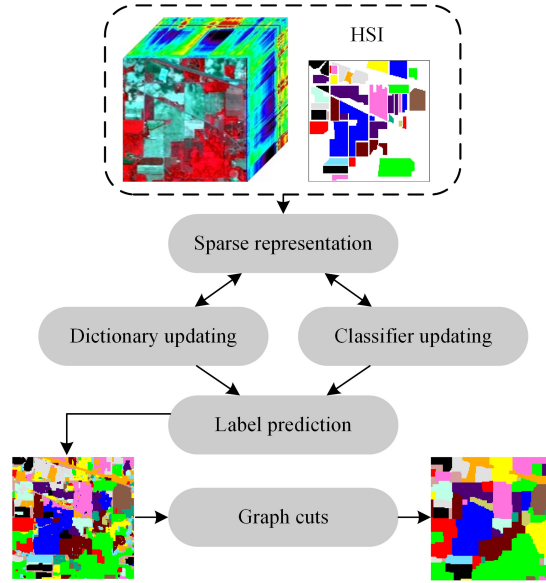 HSI
Sparse representation
Dictionary updating
Classifier updating
Label prediction
Graph cuts